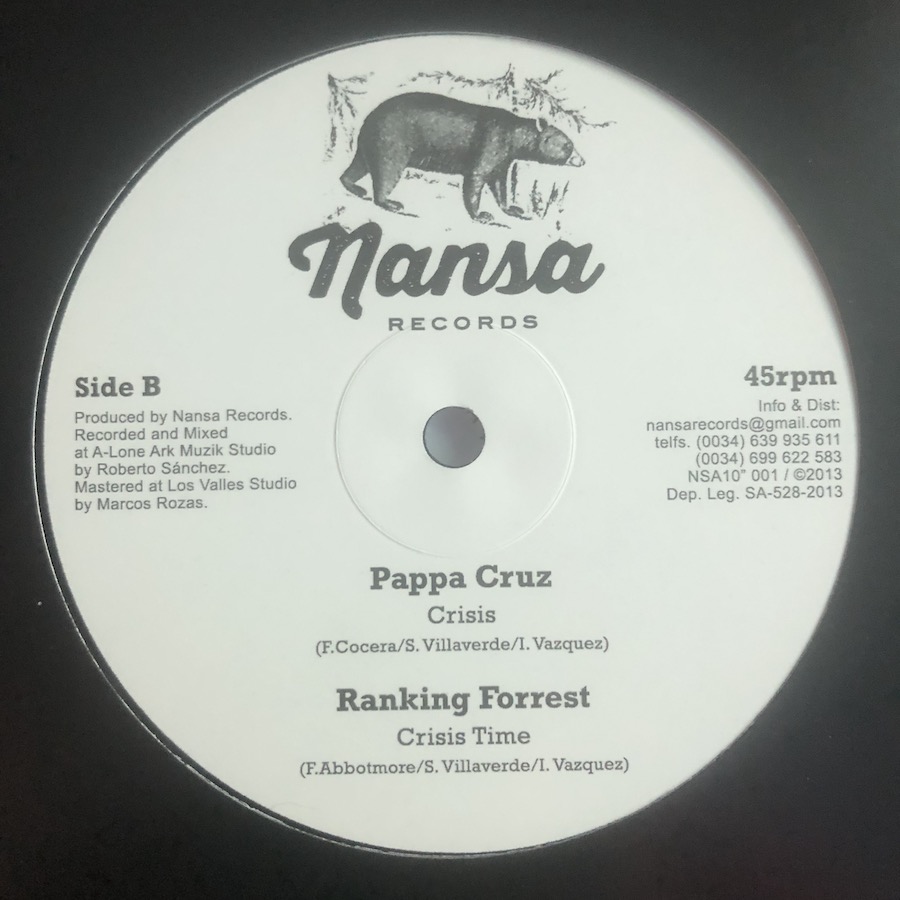 Nansa
RECORDS
Side B
Produced by Nansa Records.
Recorded and Mixed
at A-Lone Ark Muzik Studio
by Roberto Sánchez.
Mastered at Los Valles Studio
by Marcos Rozas.
45rpm
Info & Dist:
nansarecords@gmail.com
telfs. (0034) 639 935 611
(0034) 699 622 583
NSA10" 001 / ©2013
Dep. Leg. SA-528-2013
Pappa Cruz
Crisis
(F.Cocera/S. Villaverde/I. Vazquez)
Ranking Forrest
Crisis Time
(F.Abbotmore/S. Villaverde/I. Vazquez)